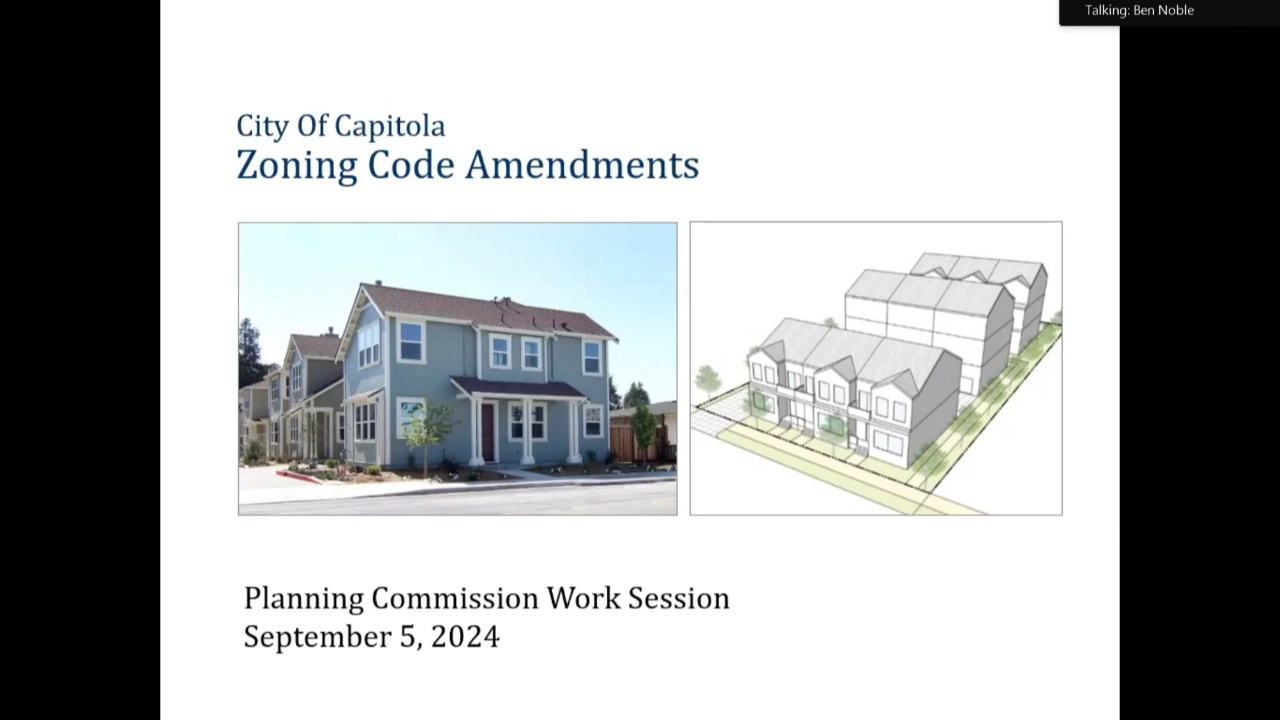 Talking: Ben Noble
City Of Capitola
Zoning Code Amendments
Planning Commission Work Session
September 5, 2024